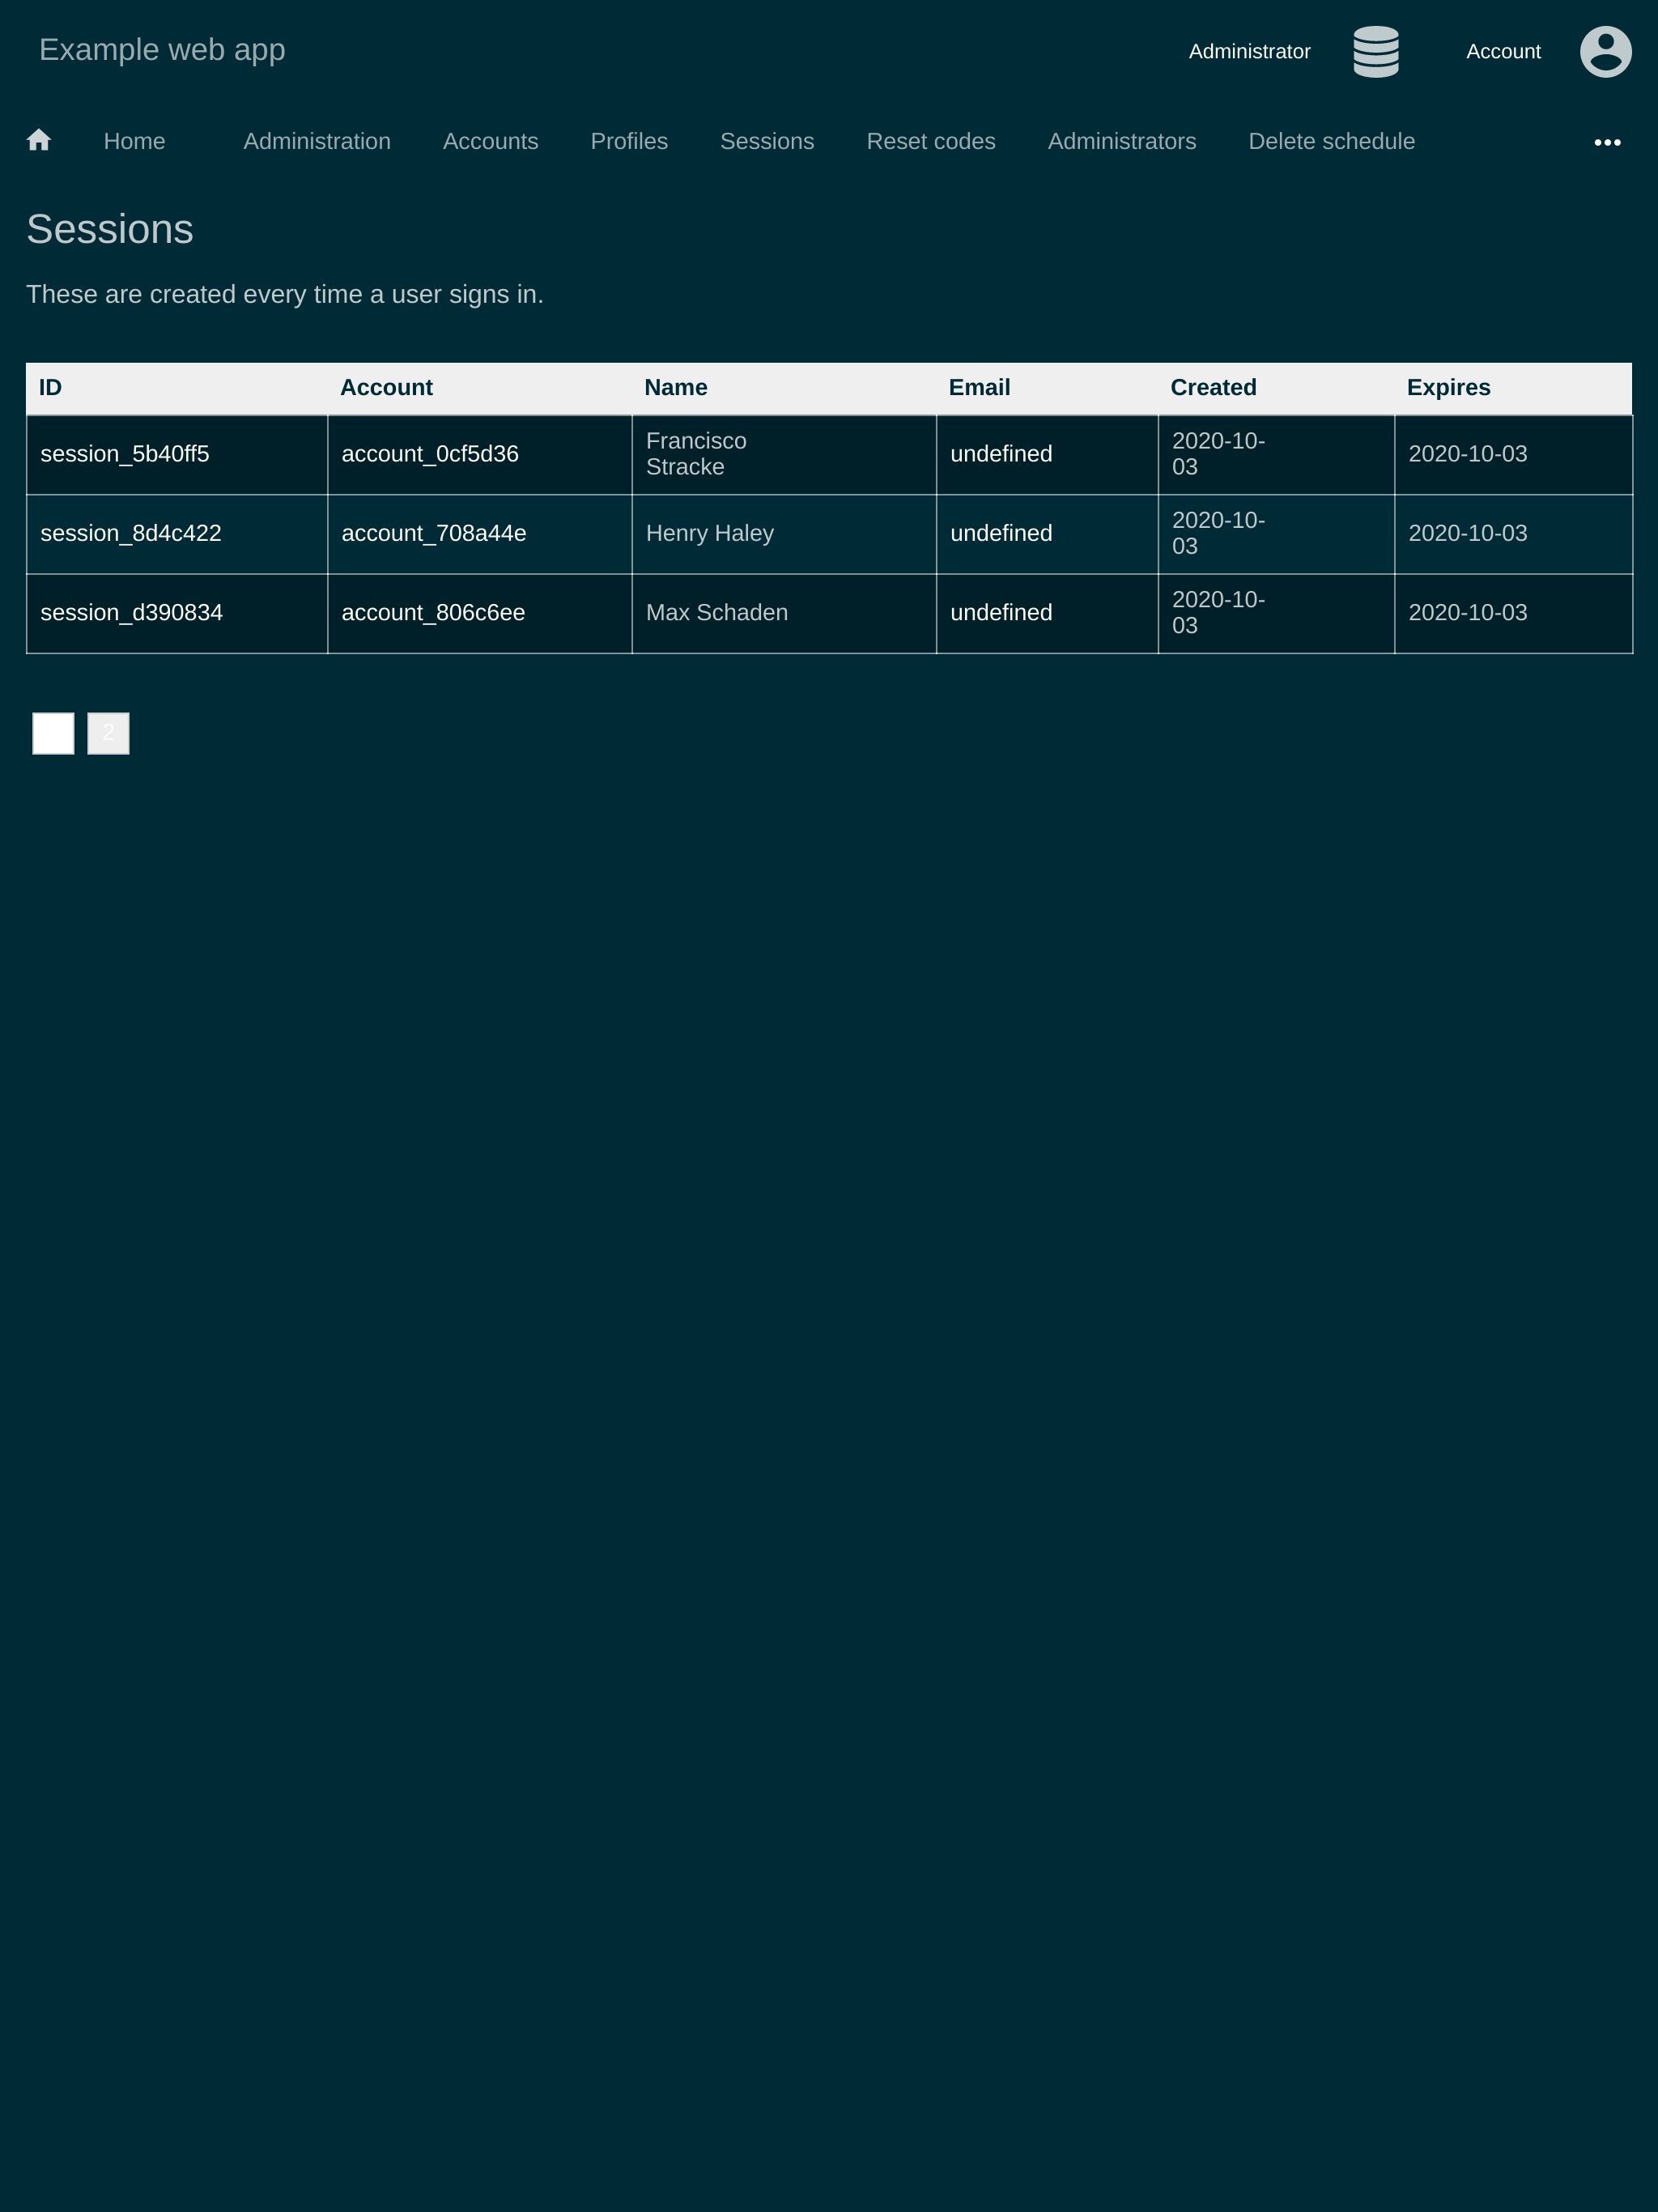 Example web app
Administrator
Account
Home Administration Accounts Profiles Sessions Reset codes Administrators Delete schedule
Sessions
These are created every time a user signs in.
ID Account Name Email Created Expires
session_5b40ff5 account_0cf5d36 Francisco Stracke undefined 2020-10-03 2020-10-03
session_8d4c422 account_708a44e Henry Haley undefined 2020-10-03 2020-10-03
session_d390834 account_806c6ee Max Schaden undefined 2020-10-03 2020-10-03
2